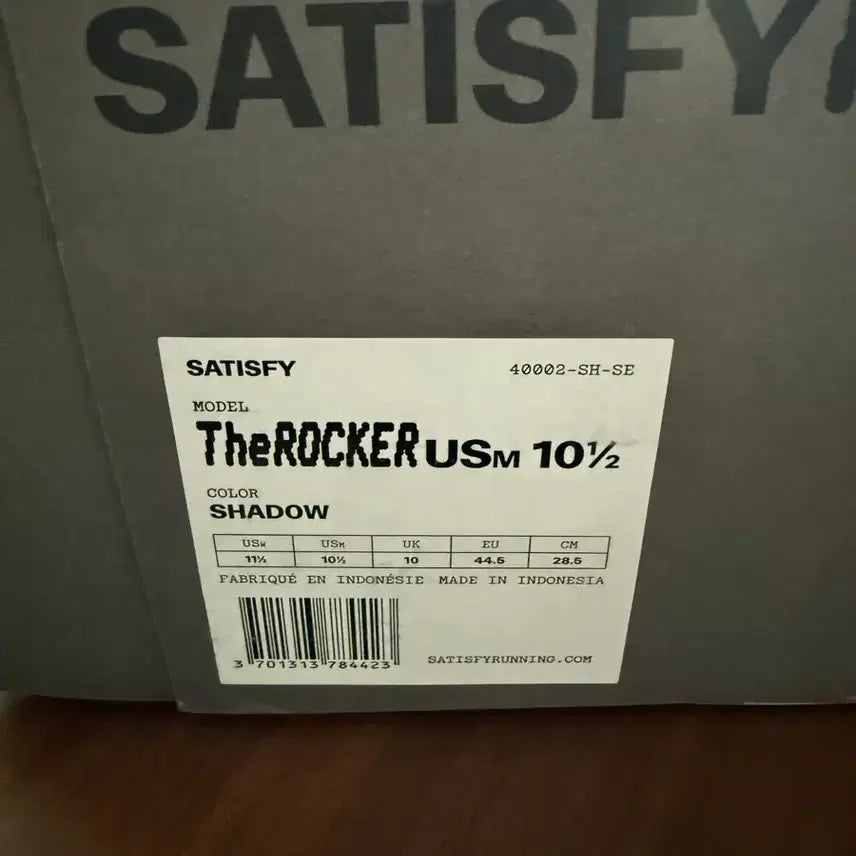 SATISFY
SATISFY 40002-SH-SE
MODEL
TheROCKER USM 10½
COLOR
SHADOW
USW USM UK EU CM
11½ 10½ 10 44.5 28.5
FABRIQUÉ EN INDONÉSIE MADE IN INDONESIA
3 701313 784423
SATISFYRUNNING.COM